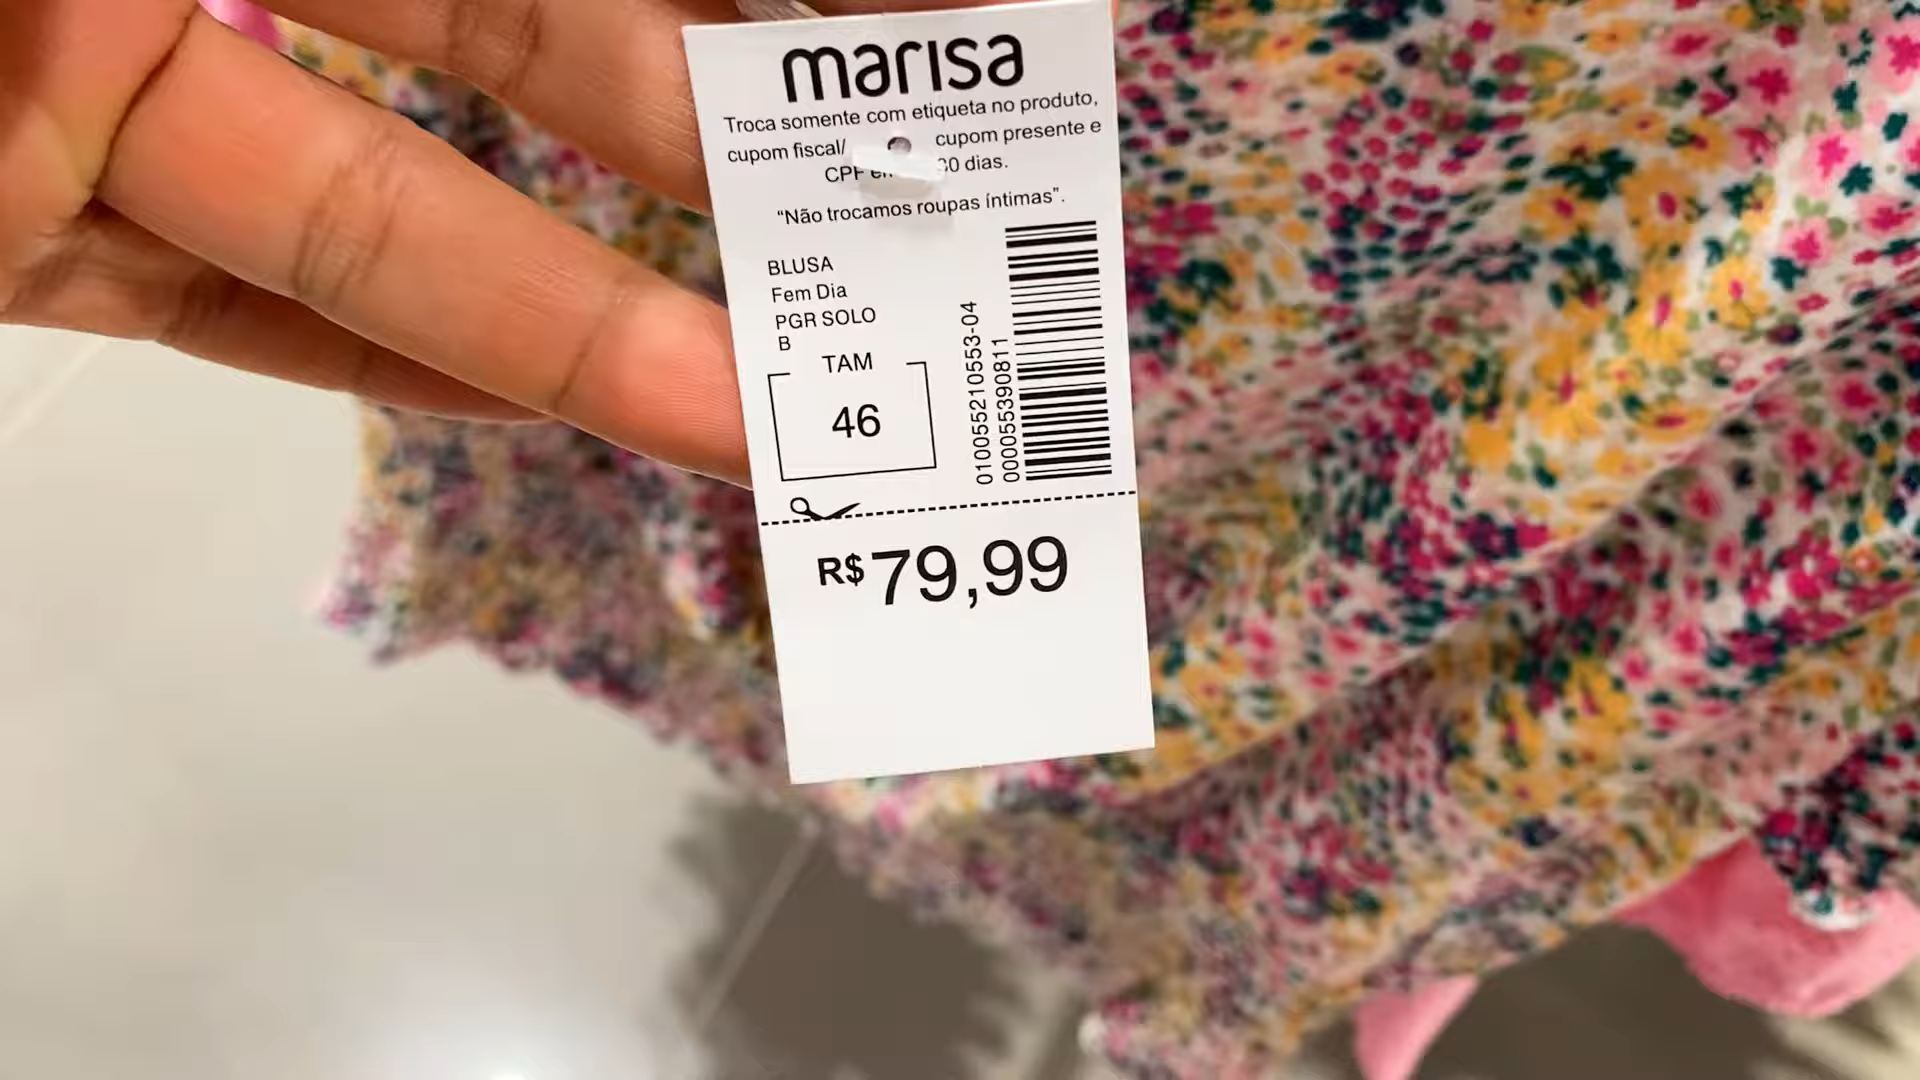 marisa
Troca somente com etiqueta no produto,
cupom fiscal/ cupom presente e
CPF 30 dias.
“Não trocamos roupas íntimas”.
BLUSA
Fem Dia
PGR SOLO
B
TAM
46
010055210553-04
000055390811
R$ 79,99